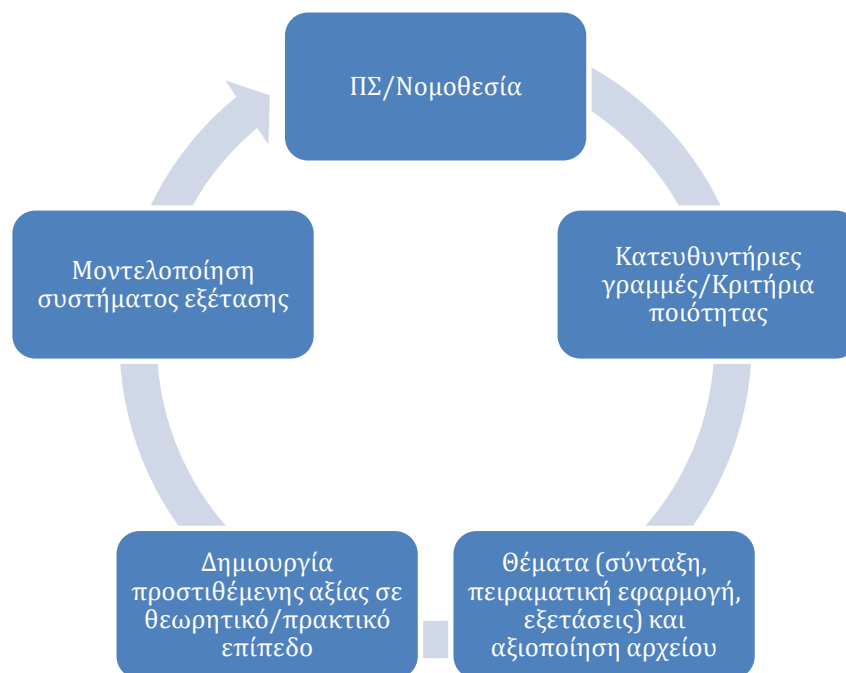 ΠΣ/Νομοθεσία
Κατευθυντήριες
γραμμές/Κριτήρια
ποιότητας
Θέματα (σύνταξη,
πειραματική εφαρμογή,
εξετάσεις) και
αξιοποίηση αρχείου
Δημιουργία
προστιθέμενης αξίας σε
θεωρητικό/πρακτικό
επίπεδο
Μοντελοποίηση
συστήματος εξέτασης